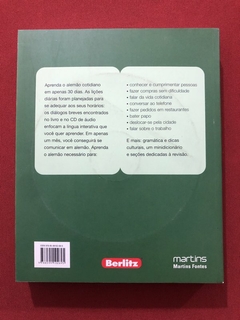 Aprenda o alemão cotidiano
em apenas 30 dias. As lições
diárias foram planejadas para
se adequar aos seus horários:
os diálogos breves encontrados
no livro e no CD de áudio
enfocam a língua interativa que
você quer aprender. Em apenas
um mês, você conseguirá se
comunicar em alemão. Aprenda
o alemão necessário para:
• conhecer e cumprimentar pessoas
• fazer compras sem dificuldade
• falar da vida cotidiana
• conversar ao telefone
• fazer pedidos em restaurantes
• bater papo
• deslocar-se pela cidade
• falar sobre o trabalho
E mais: gramática e dicas
culturais, um minidicionário
e seções dedicadas à revisão.
Berlitz
martins
Martins Fontes